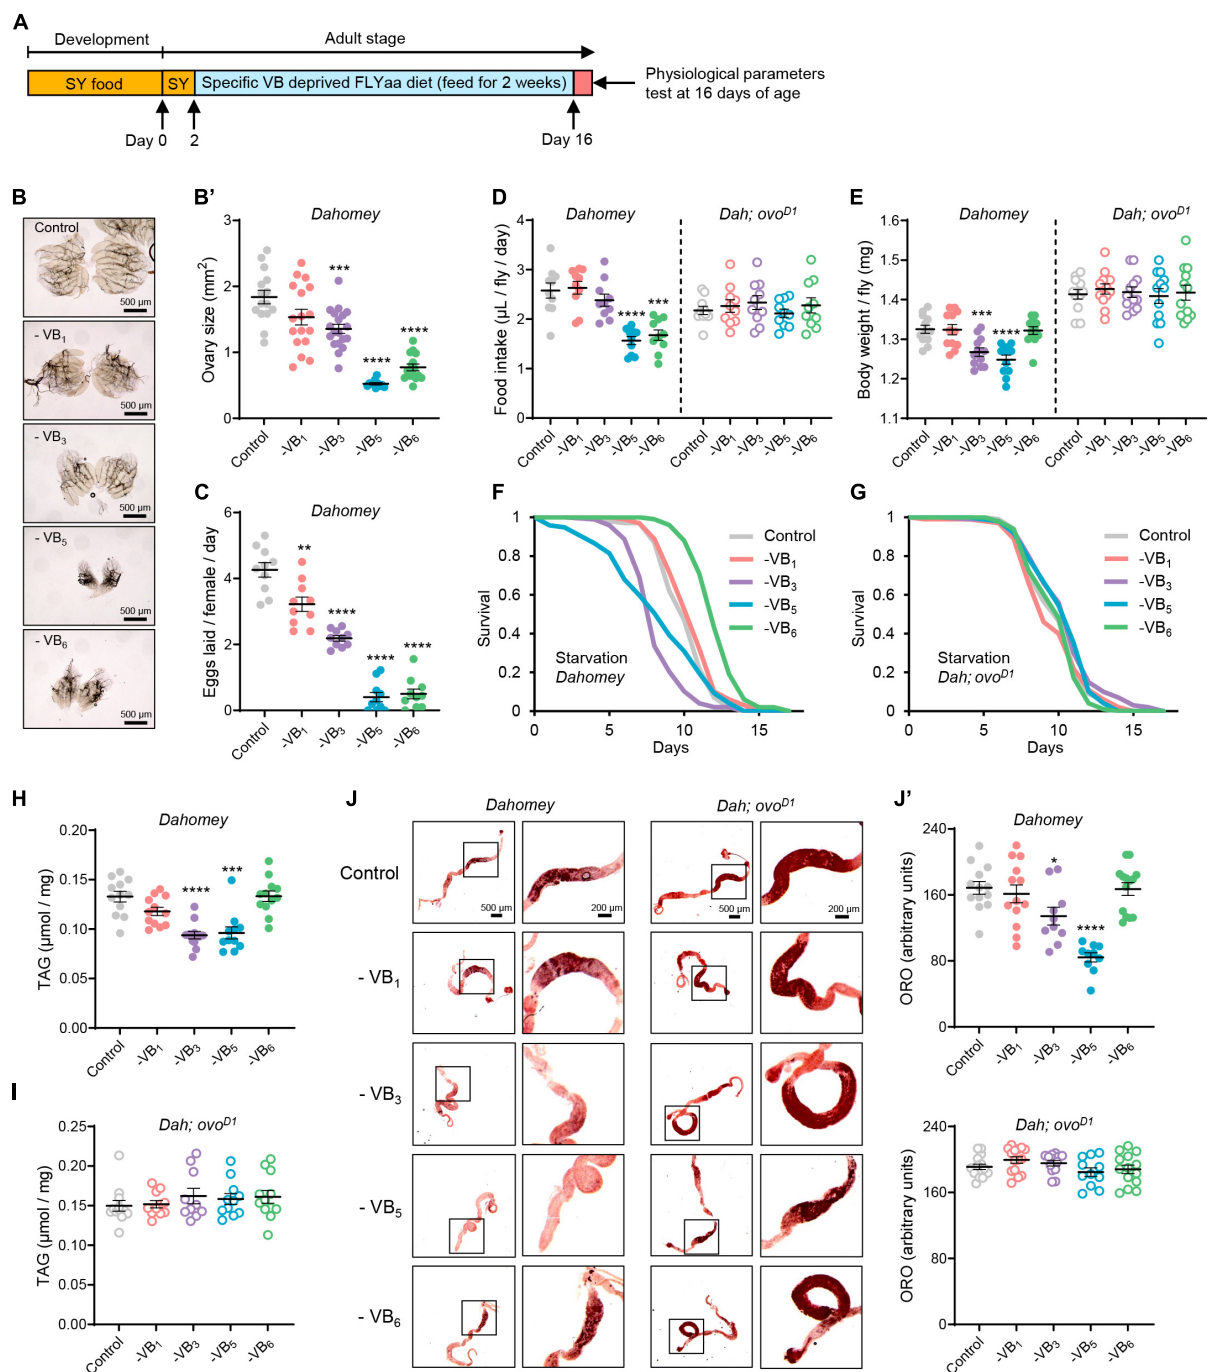 A
Development
Adult stage
SY food
SY
Specific VB deprived FLYaa diet (feed for 2 weeks)
Physiological parameters
test at 16 days of age
Day 0
2
Day 16
B
Control
500 µm
- VB1
500 µm
- VB3
500 µm
- VB5
500 µm
- VB6
500 µm
B’
Dahomey
Ovary size (mm2)
3
2
1
0
***
****
****
Control
-VB1
-VB3
-VB5
-VB6
C
Dahomey
Eggs laid / female / day
6
4
2
0
**
****
****
****
Control
-VB1
-VB3
-VB5
-VB6
D
Dahomey
Dah; ovoD1
Food intake (µL / fly / day)
4
3
2
1
0
****
***
Control
-VB1
-VB3
-VB5
-VB6
Control
-VB1
-VB3
-VB5
-VB6
E
Dahomey
Dah; ovoD1
Body weight / fly (mg)
1.6
1.5
1.4
1.3
1.2
1.1
***
****
Control
-VB1
-VB3
-VB5
-VB6
Control
-VB1
-VB3
-VB5
-VB6
F
Survival
1
0.8
0.6
0.4
0.2
0
Control
-VB1
-VB3
-VB5
-VB6
Starvation
Dahomey
0
5
10
15
Days
G
Survival
1
0.8
0.6
0.4
0.2
0
Control
-VB1
-VB3
-VB5
-VB6
Starvation
Dah; ovoD1
0
5
10
15
Days
H
Dahomey
TAG (µmol / mg)
0.20
0.15
0.10
0.05
0.00
****
***
Control
-VB1
-VB3
-VB5
-VB6
I
Dah; ovoD1
TAG (µmol / mg)
0.25
0.20
0.15
0.10
0.05
0.00
Control
-VB1
-VB3
-VB5
-VB6
J
Dahomey
Dah; ovoD1
Control
500 µm
200 µm
500 µm
200 µm
- VB1
- VB3
- VB5
- VB6
J’
Dahomey
ORO (arbitrary units)
240
160
80
0
*
****
Control
-VB1
-VB3
-VB5
-VB6
Dah; ovoD1
ORO (arbitrary units)
240
160
80
0
Control
-VB1
-VB3
-VB5
-VB6